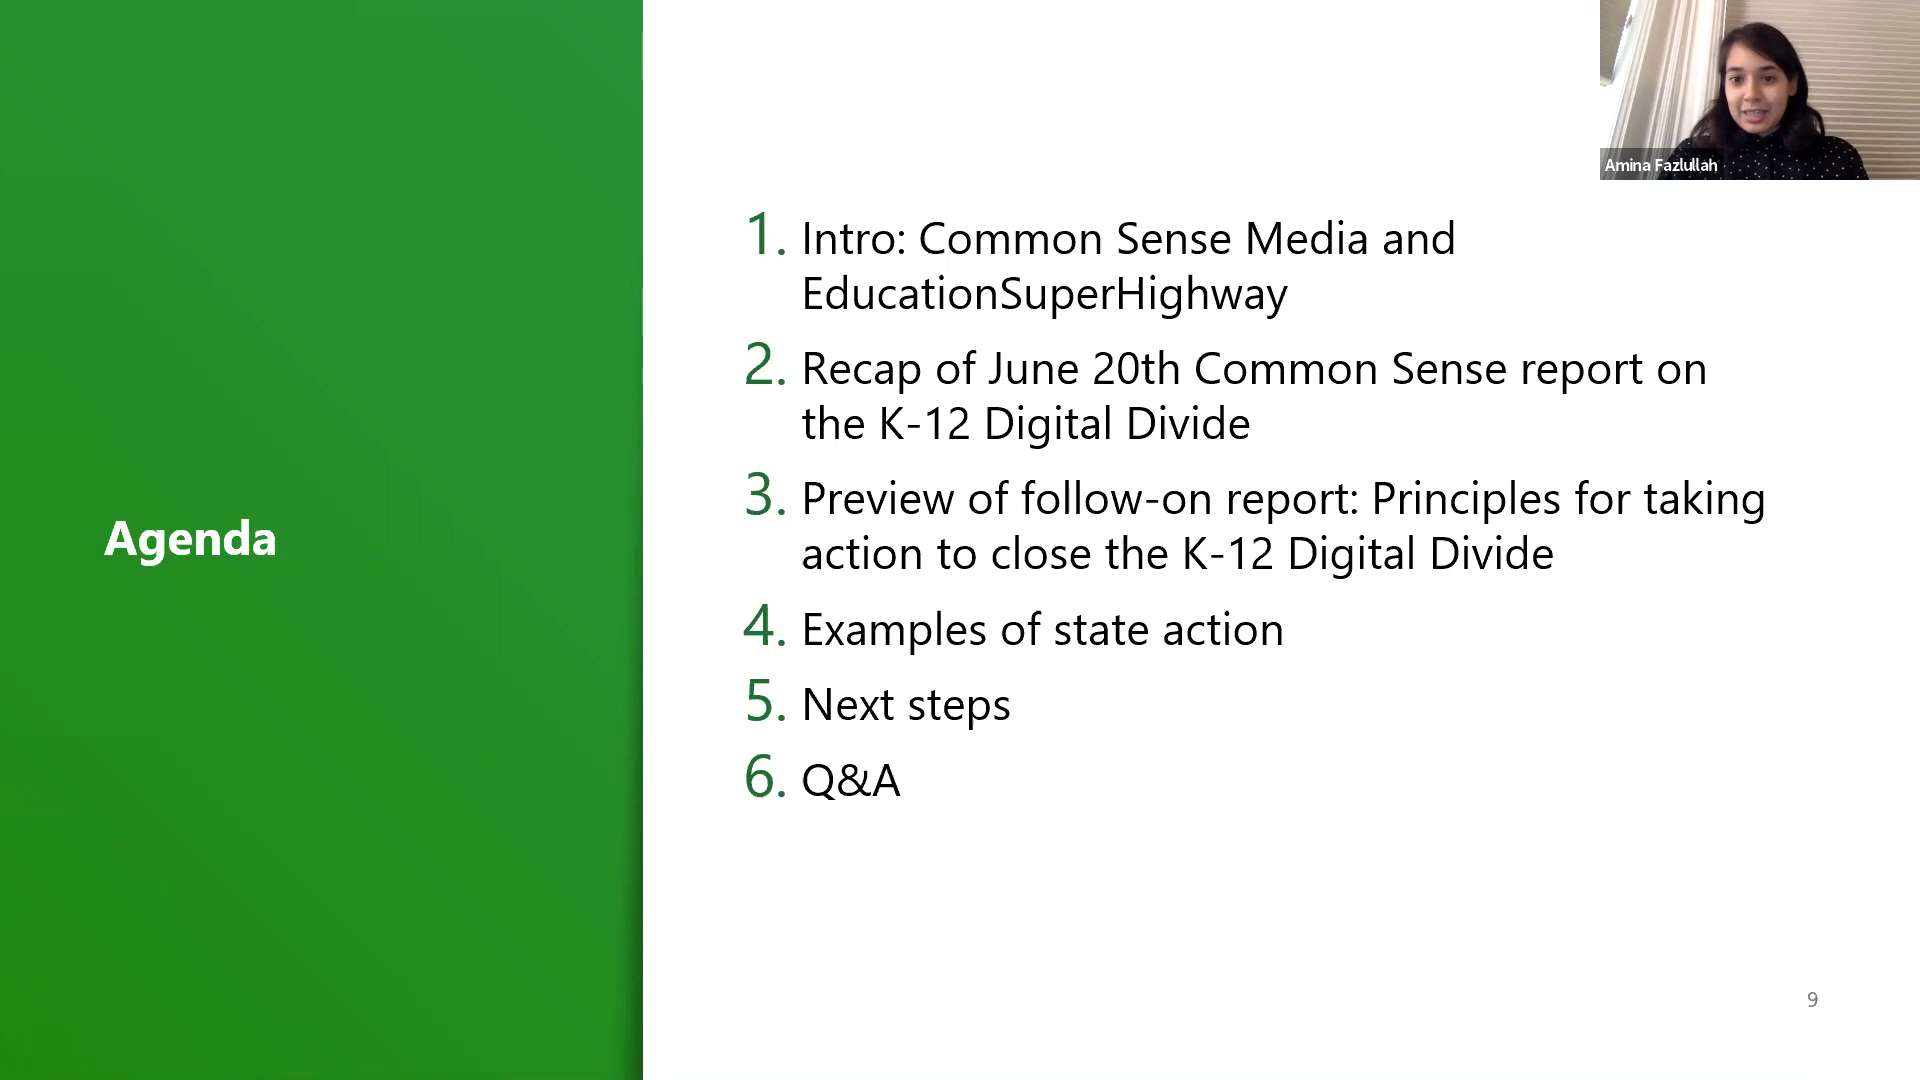 Amina Fazlullah
Agenda
1. Intro: Common Sense Media and
EducationSuperHighway
2. Recap of June 20th Common Sense report on
the K-12 Digital Divide
3. Preview of follow-on report: Principles for taking
action to close the K-12 Digital Divide
4. Examples of state action
5. Next steps
6. Q&A
9